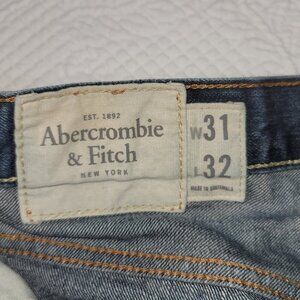 EST. 1892
Abercrombie
& Fitch
NEW YORK
W31
L32
MADE IN GUATEMALA